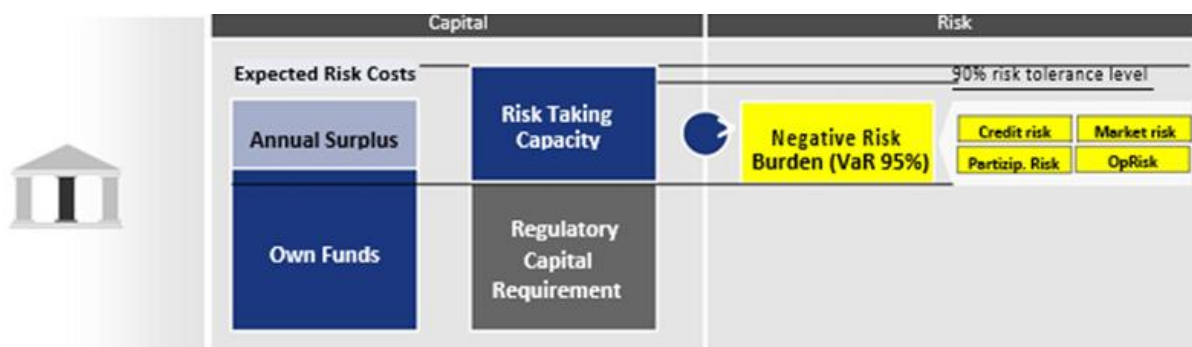 Capital
Risk
Expected Risk Costs
90% risk tolerance level
Annual Surplus
Risk Taking
Capacity
Negative Risk
Burden (VaR 95%)
Credit risk
Market risk
Partizip. Risk
OpRisk
Own Funds
Regulatory
Capital
Requirement